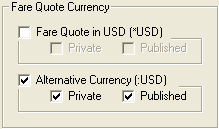 Fare Quote Currency
Fare Quote in USD (*USD)
Private Published
Alternative Currency (:USD)
Private Published